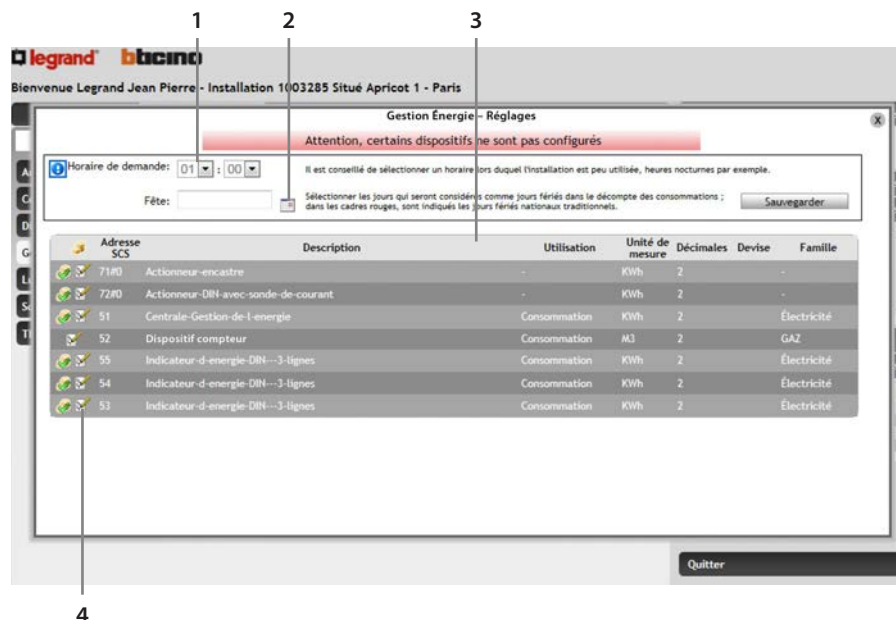 1 2 3
legrand bticino
Bienvenue Legrand Jean Pierre - Installation 1003285 Situé Apricot 1 - Paris
Gestion Énergie – Réglages
X
Attention, certains dispositifs ne sont pas configurés
Horaire de demande: 01 : 00
Il est conseillé de sélectionner un horaire lors duquel l'installation est peu utilisée, heures nocturnes par exemple.
Fête:
Sélectionner les jours qui seront considérés comme jours fériés dans le décompte des consommations ;
dans les cadres rouges, sont indiqués les jours fériés nationaux traditionnels.
Sauvegarder
Adresse SCS Description Utilisation Unité de mesure Décimales Devise Famille
71#0 Actionneur-encastre - KWh 2 -
72#0 Actionneur-DIN-avec-sonde-de-courant - KWh 2 -
51 Centrale-Gestion-de-l-energie Consommation KWh 2 Électricité
52 Dispositif compteur Consommation M3 2 GAZ
55 Indicateur-d-energie-DIN---3-lignes Consommation KWh 2 Électricité
54 Indicateur-d-energie-DIN---3-lignes Consommation KWh 2 Électricité
53 Indicateur-d-energie-DIN---3-lignes Consommation KWh 2 Électricité
Quitter
4